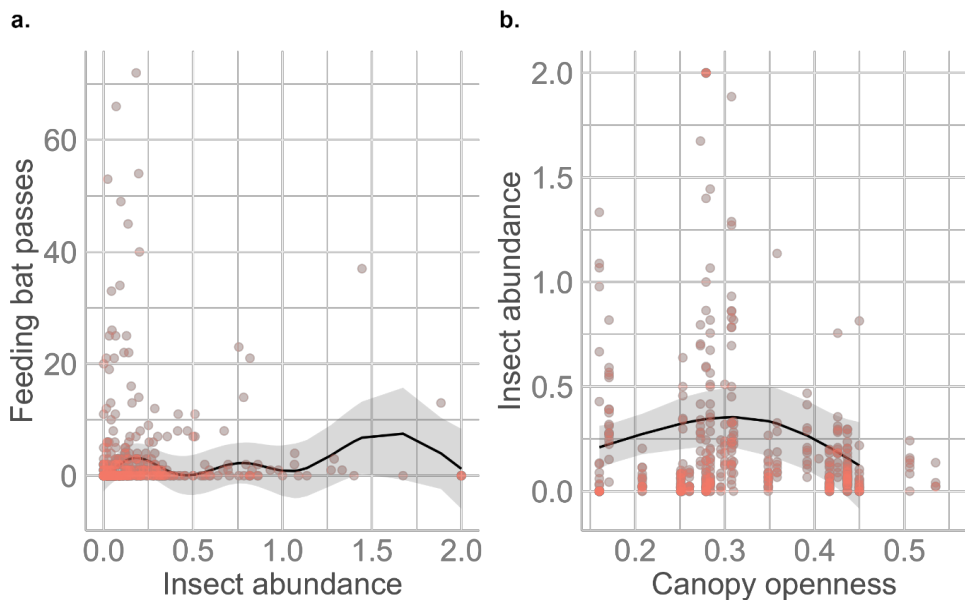 a.
Feeding bat passes
60
40
20
0
0.0 0.5 1.0 1.5 2.0
Insect abundance
b.
Insect abundance
2.0
1.5
1.0
0.5
0.0
0.2 0.3 0.4 0.5
Canopy openness